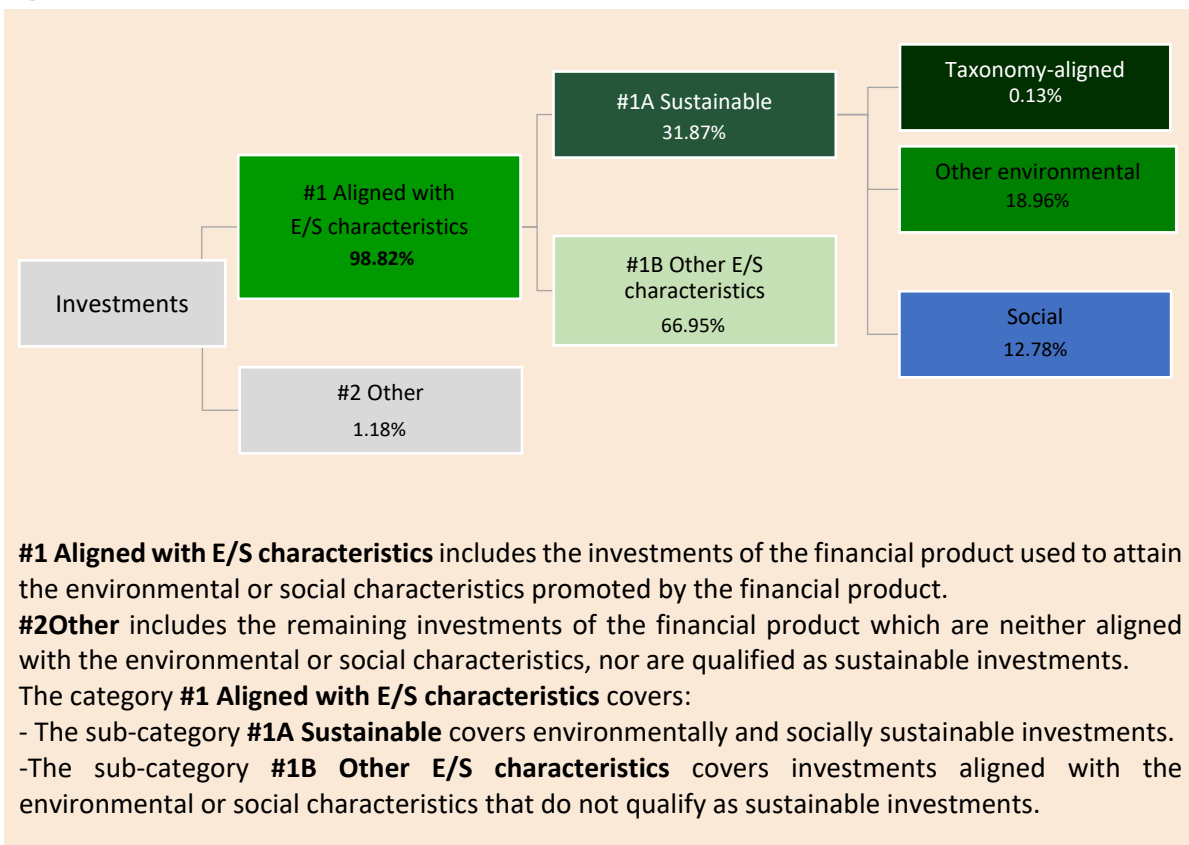 Taxonomy-aligned
0.13%
#1A Sustainable
31.87%
Other environmental
18.96%
#1 Aligned with
E/S characteristics
98.82%
#1B Other E/S
characteristics
66.95%
Investments
Social
12.78%
#2 Other
1.18%
#1 Aligned with E/S characteristics includes the investments of the financial product used to attain
the environmental or social characteristics promoted by the financial product.
#2Other includes the remaining investments of the financial product which are neither aligned
with the environmental or social characteristics, nor are qualified as sustainable investments.
The category #1 Aligned with E/S characteristics covers:
- The sub-category #1A Sustainable covers environmentally and socially sustainable investments.
-The sub-category #1B Other E/S characteristics covers investments aligned with the
environmental or social characteristics that do not qualify as sustainable investments.